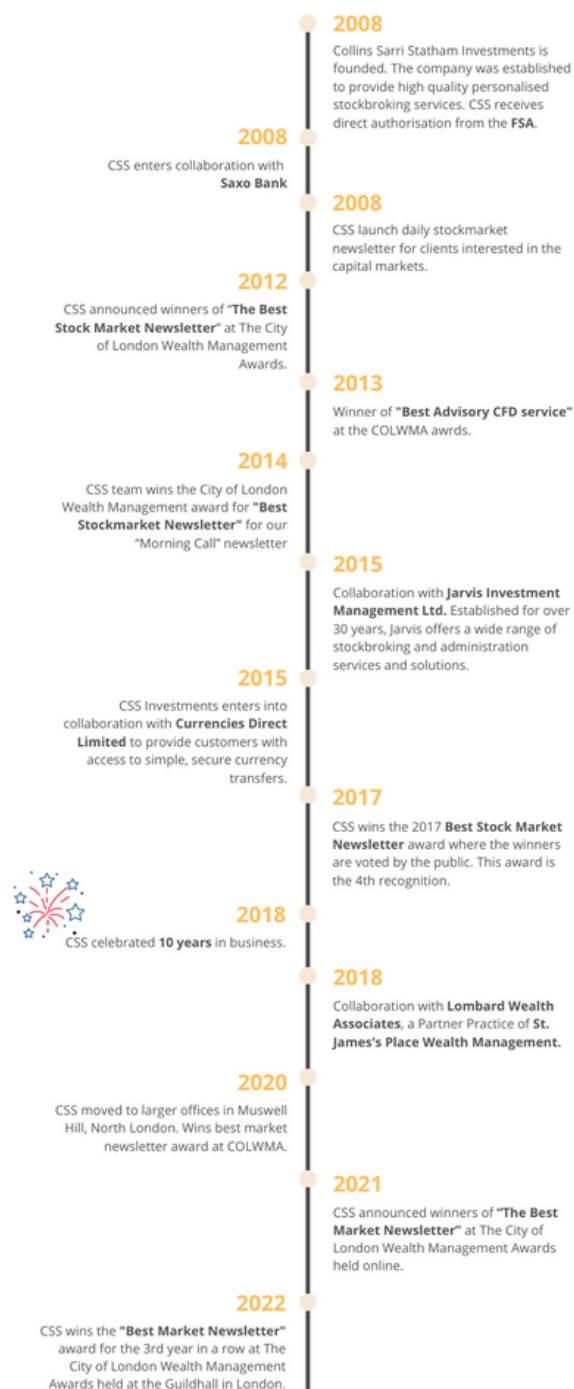 2008
Collins Sarri Statham Investments is
founded. The company was established
to provide high quality personalised
stockbroking services. CSS receives
direct authorisation from the FSA.
2008
CSS enters collaboration with
Saxo Bank
2008
CSS launch daily stockmarket
newsletter for clients interested in the
capital markets.
2012
CSS announced winners of "The Best
Stock Market Newsletter" at The City
of London Wealth Management
Awards.
2013
Winner of "Best Advisory CFD service"
at the COLWMA awrds.
2014
CSS team wins the City of London
Wealth Management award for "Best
Stockmarket Newsletter" for our
"Morning Call" newsletter
2015
Collaboration with Jarvis Investment
Management Ltd. Established for over
30 years, Jarvis offers a wide range of
stockbroking and administration
services and solutions.
2015
CSS Investments enters into
collaboration with Currencies Direct
Limited to provide customers with
access to simple, secure currency
transfers.
2017
CSS wins the 2017 Best Stock Market
Newsletter award where the winners
are voted by the public. This award is
the 4th recognition.
2018
CSS celebrated 10 years in business.
2018
Collaboration with Lombard Wealth
Associates, a Partner Practice of St.
James's Place Wealth Management.
2020
CSS moved to larger offices in Muswell
Hill, North London. Wins best market
newsletter award at COLWMA.
2021
CSS announced winners of "The Best
Market Newsletter" at The City of
London Wealth Management Awards
held online.
2022
CSS wins the "Best Market Newsletter"
award for the 3rd year in a row at The
City of London Wealth Management
Awards held at the Guildhall in London.